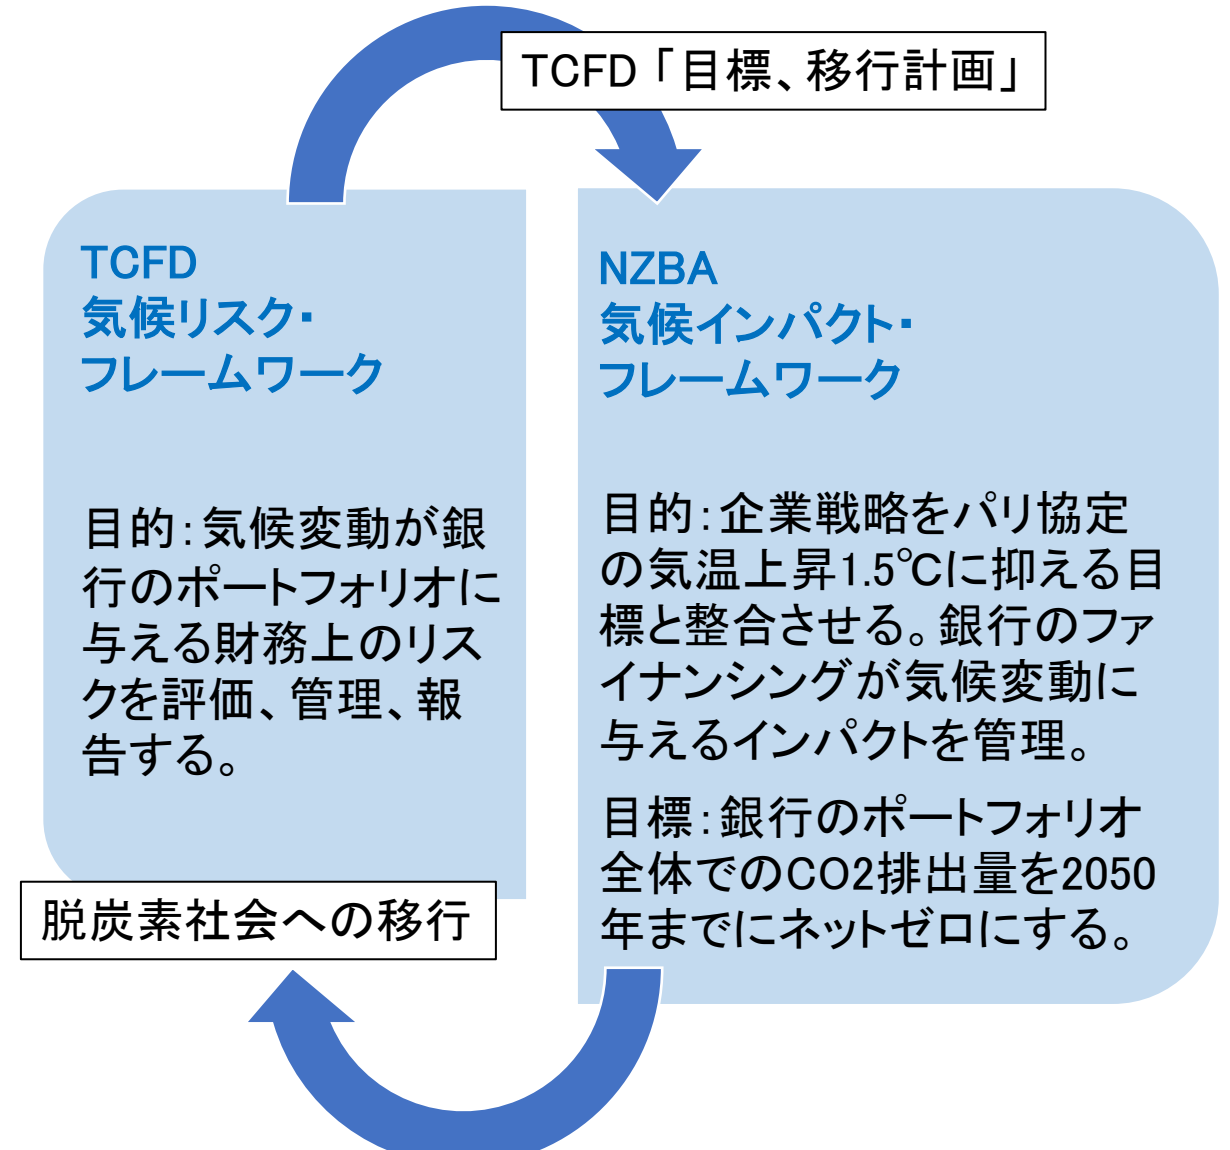 TCFD「目標、移行計画」
TCFD
気候リスク・
フレームワーク
目的：気候変動が銀
行のポートフォリオに
与える財務上のリス
クを評価、管理、報
告する。
NZBA
気候インパクト・
フレームワーク
目的：企業戦略をパリ協定
の気温上昇1.5℃に抑える目
標と整合させる。銀行のファ
イナンシングが気候変動に
与えるインパクトを管理。
目標：銀行のポートフォリオ
全体でのCO2排出量を2050
年までにネットゼロにする。
脱炭素社会への移行